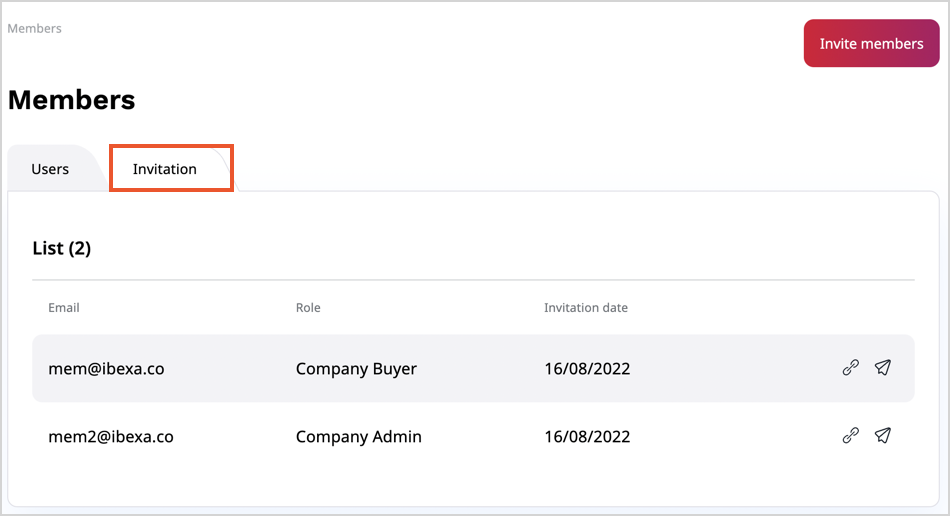 Members
Invite members
Members
Users
Invitation
List (2)
Email Role Invitation date
mem@ibexa.co Company Buyer 16/08/2022
mem2@ibexa.co Company Admin 16/08/2022